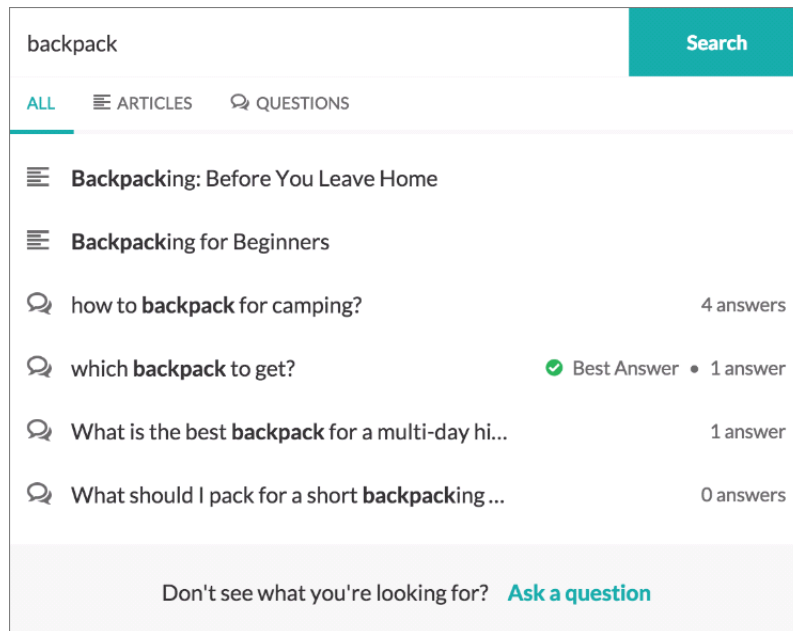 backpack Search
ALL ARTICLES QUESTIONS
Backpacking: Before You Leave Home
Backpacking for Beginners
how to backpack for camping? 4 answers
which backpack to get? Best Answer • 1 answer
What is the best backpack for a multi-day hi... 1 answer
What should I pack for a short backpacking ... 0 answers
Don't see what you're looking for? Ask a question